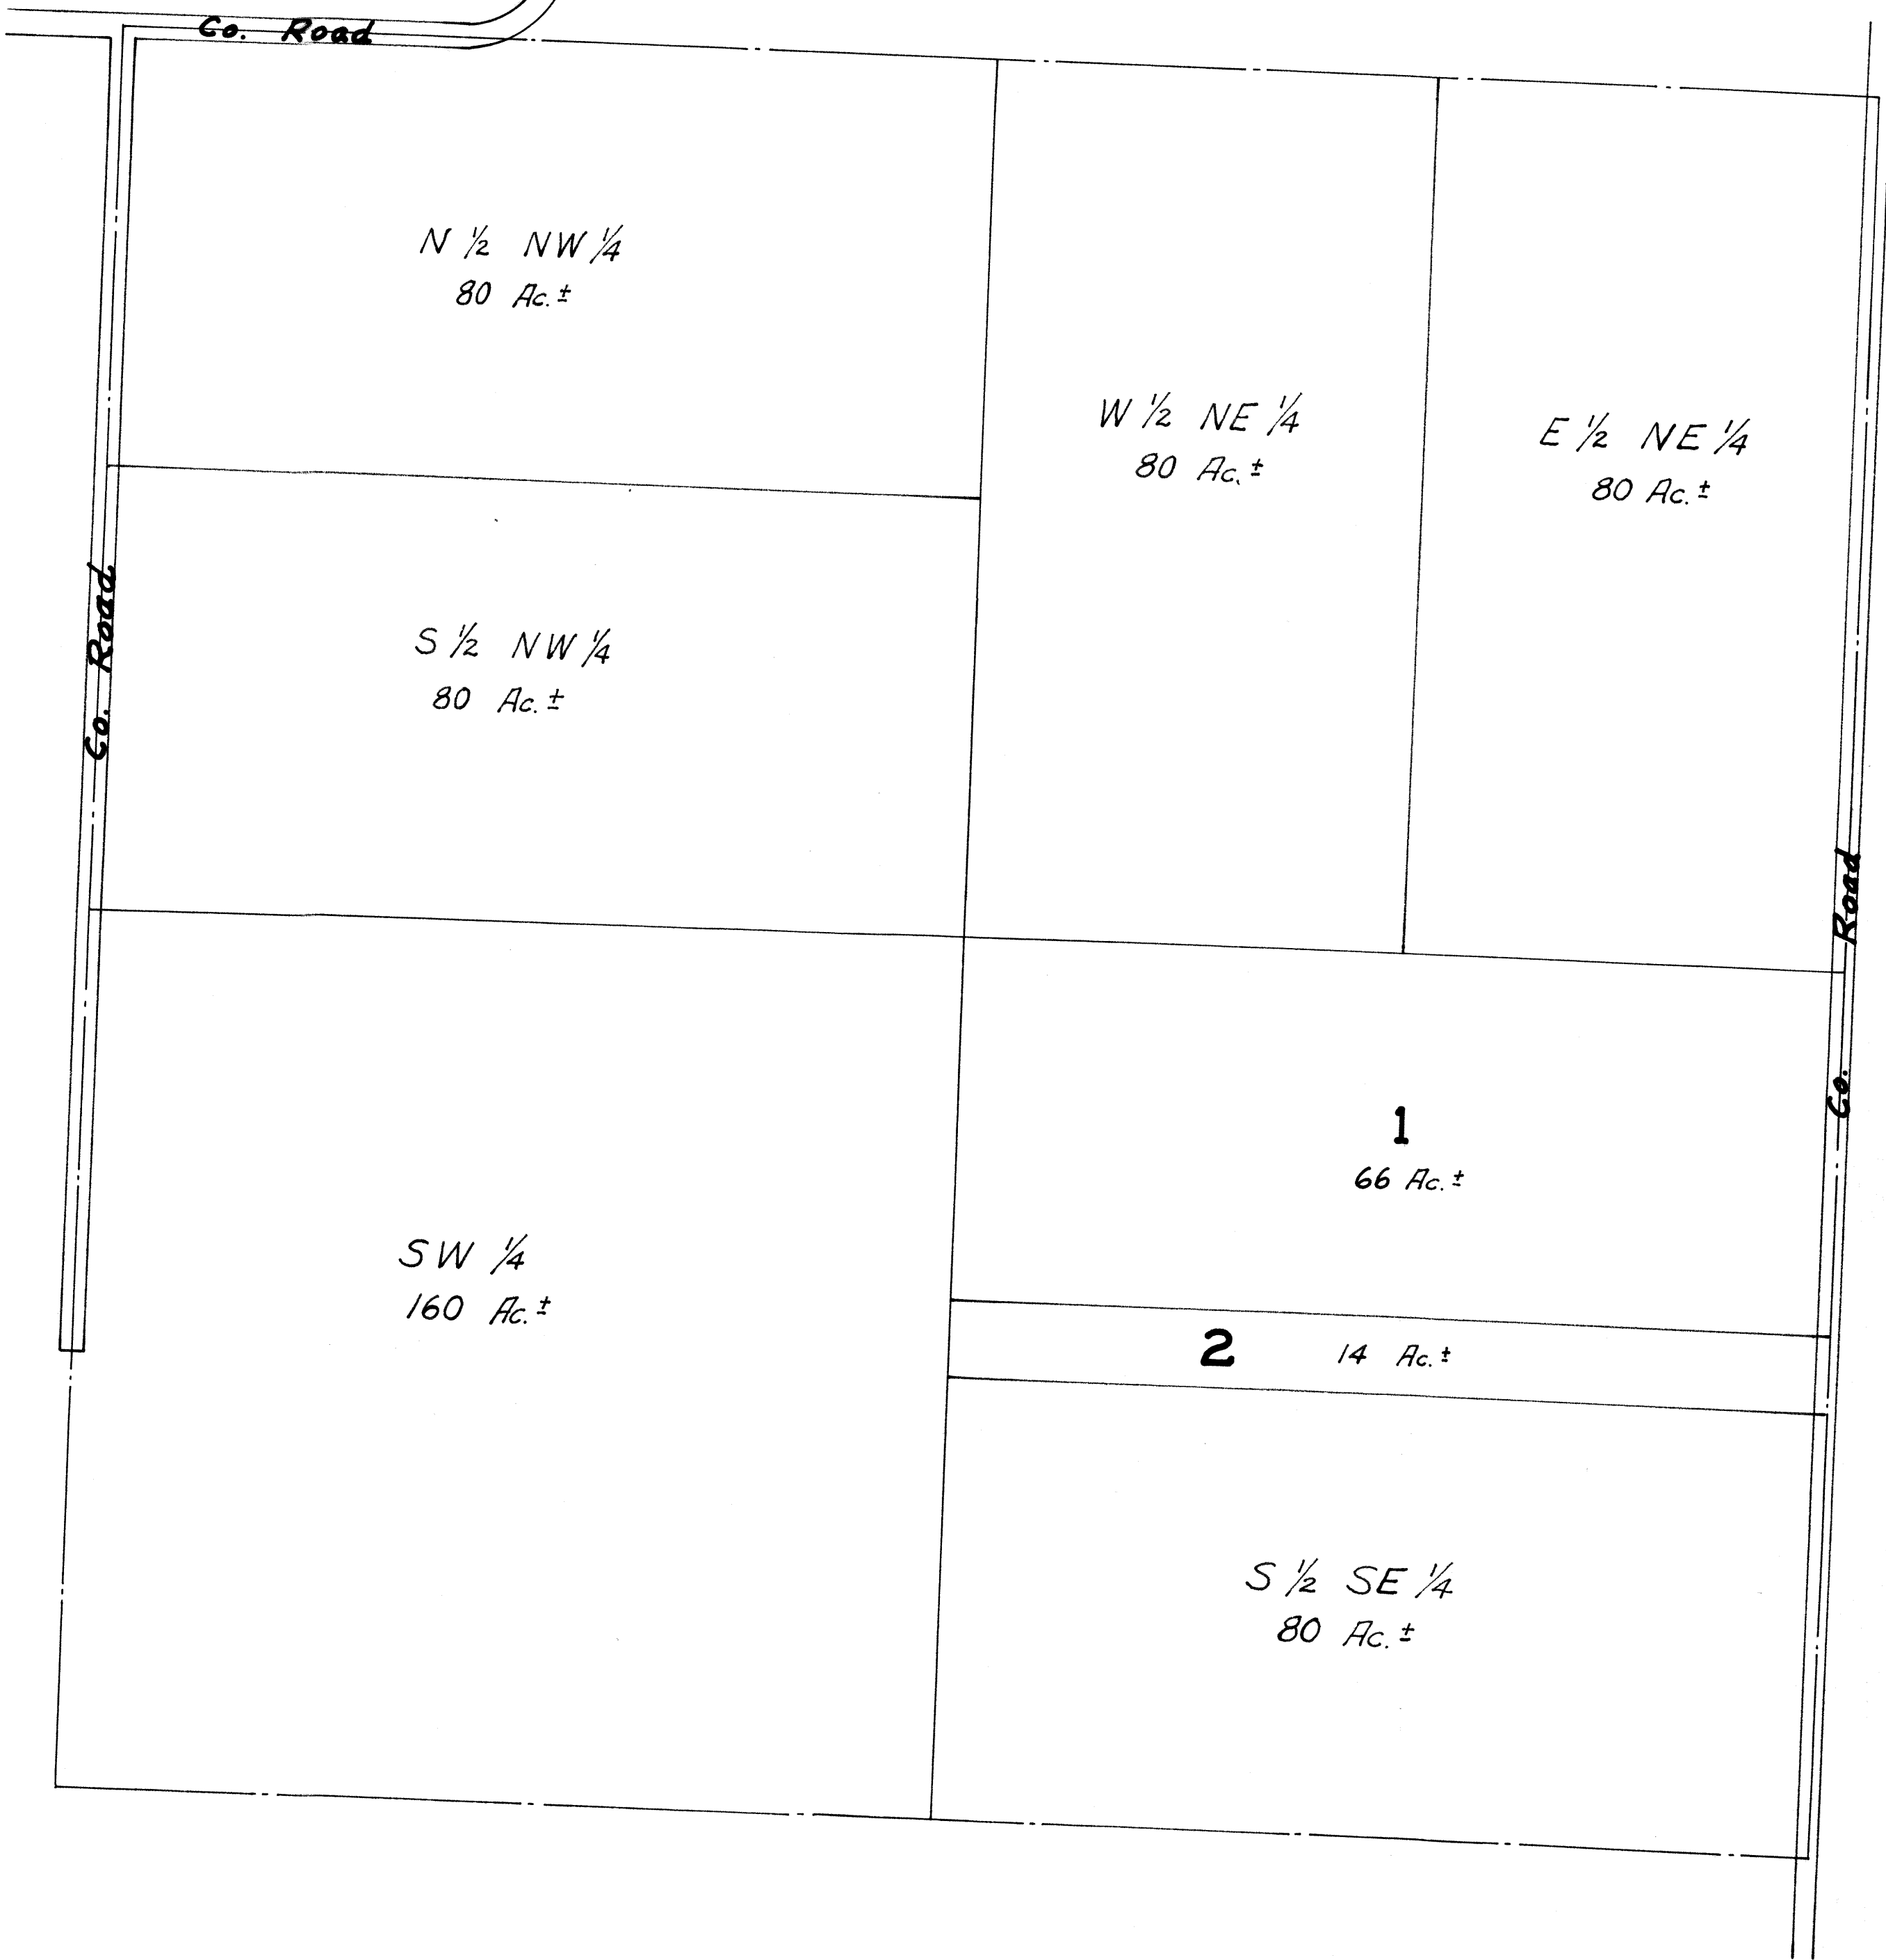 Co. Road
N ½ NW ¼
80 Ac. ±
W ½ NE ¼
80 Ac. ±
E ½ NE ¼
80 Ac. ±
Co. Road
S ½ NW ¼
80 Ac. ±
Co. Road
1
66 Ac. ±
SW ¼
160 Ac. ±
2 14 Ac. ±
S ½ SE ¼
80 Ac. ±